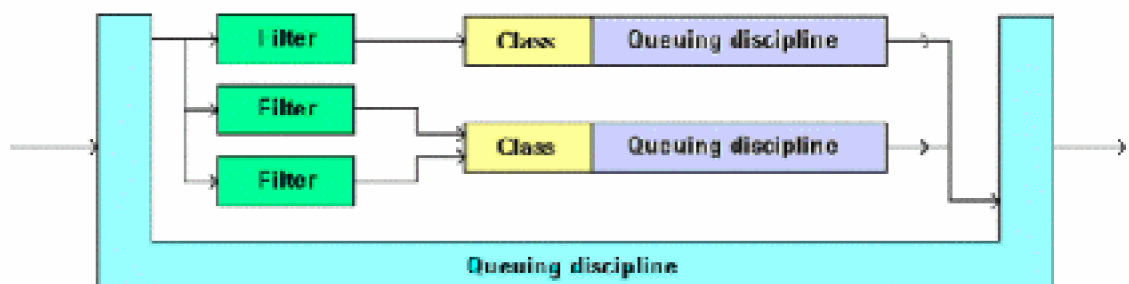 Filter
Class Queuing discipline
Filter
Class Queuing discipline
Filter
Queuing discipline